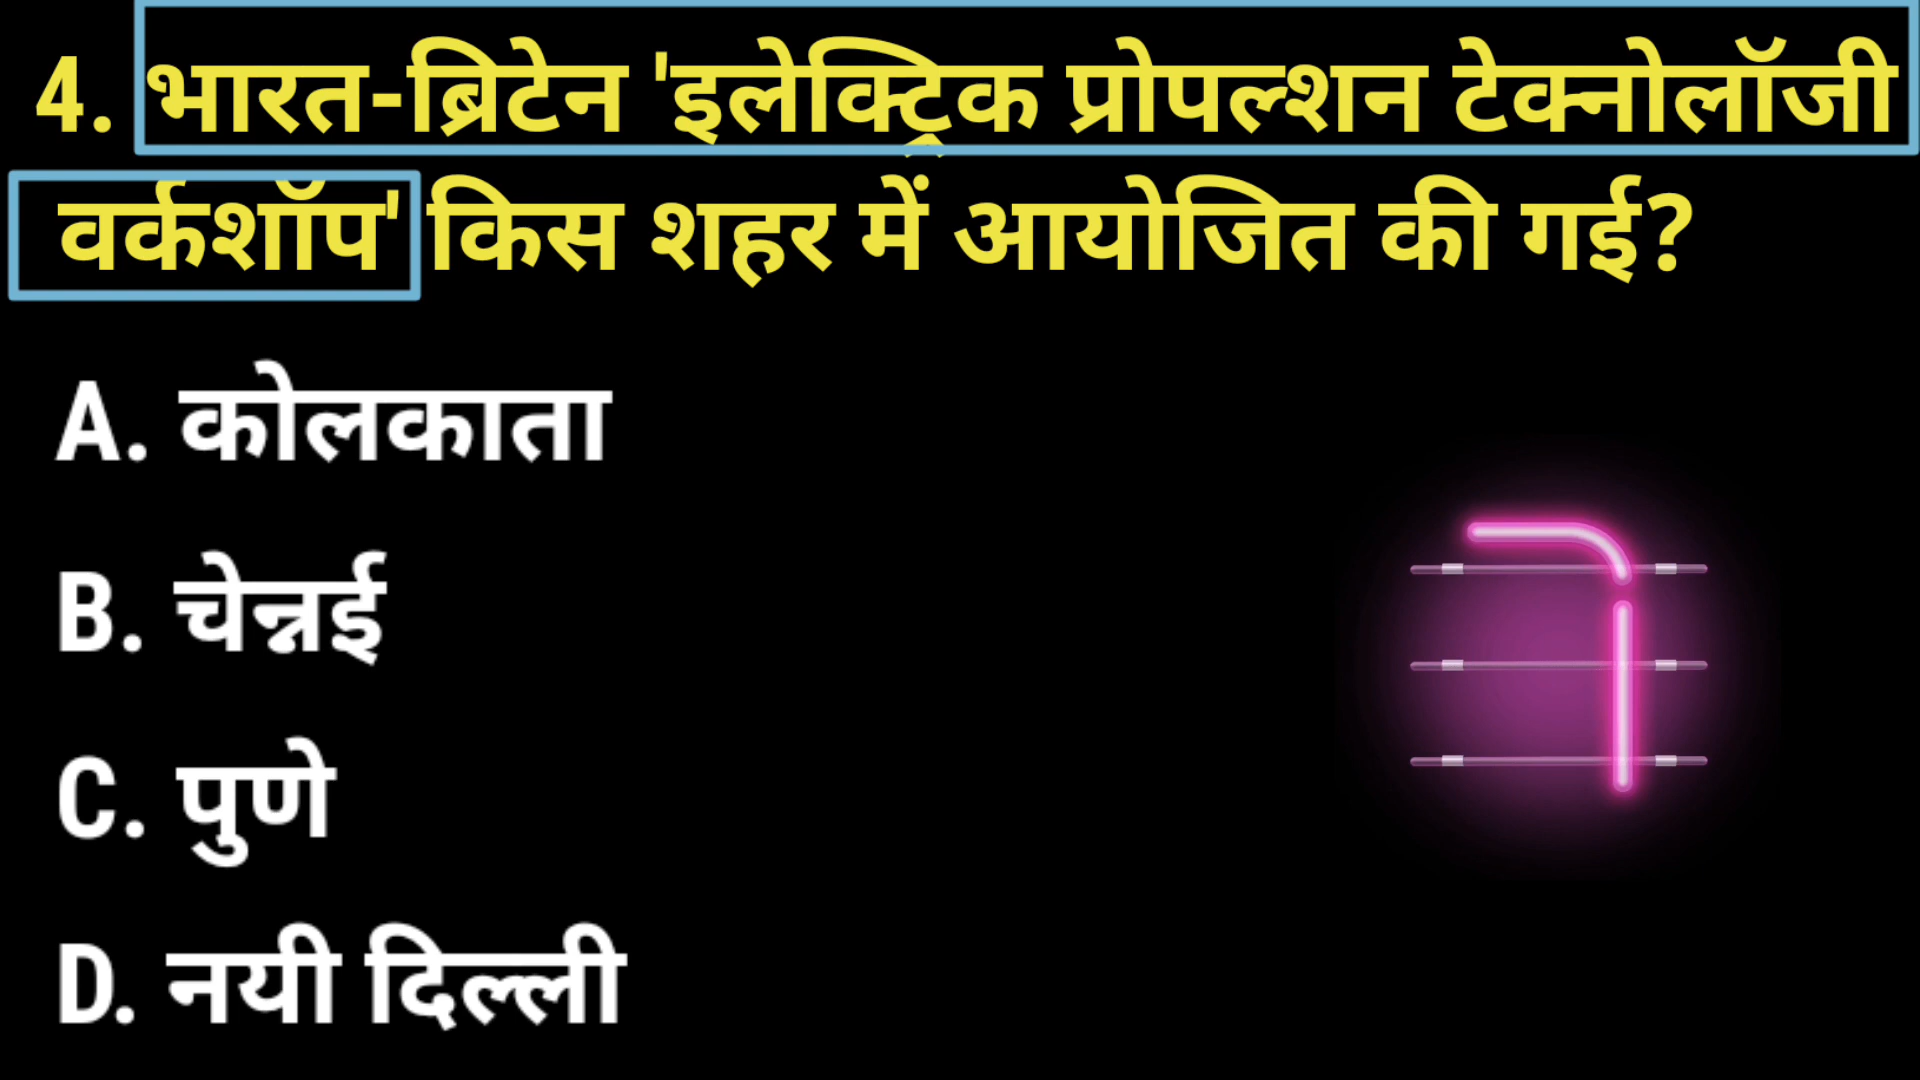 4. भारत-ब्रिटेन 'इलेक्ट्रिक प्रोपल्शन टेक्नोलॉजी
वर्कशॉप' किस शहर में आयोजित की गई?
A. कोलकाता
B. चेन्नई
C. पुणे
D. नयी दिल्ली